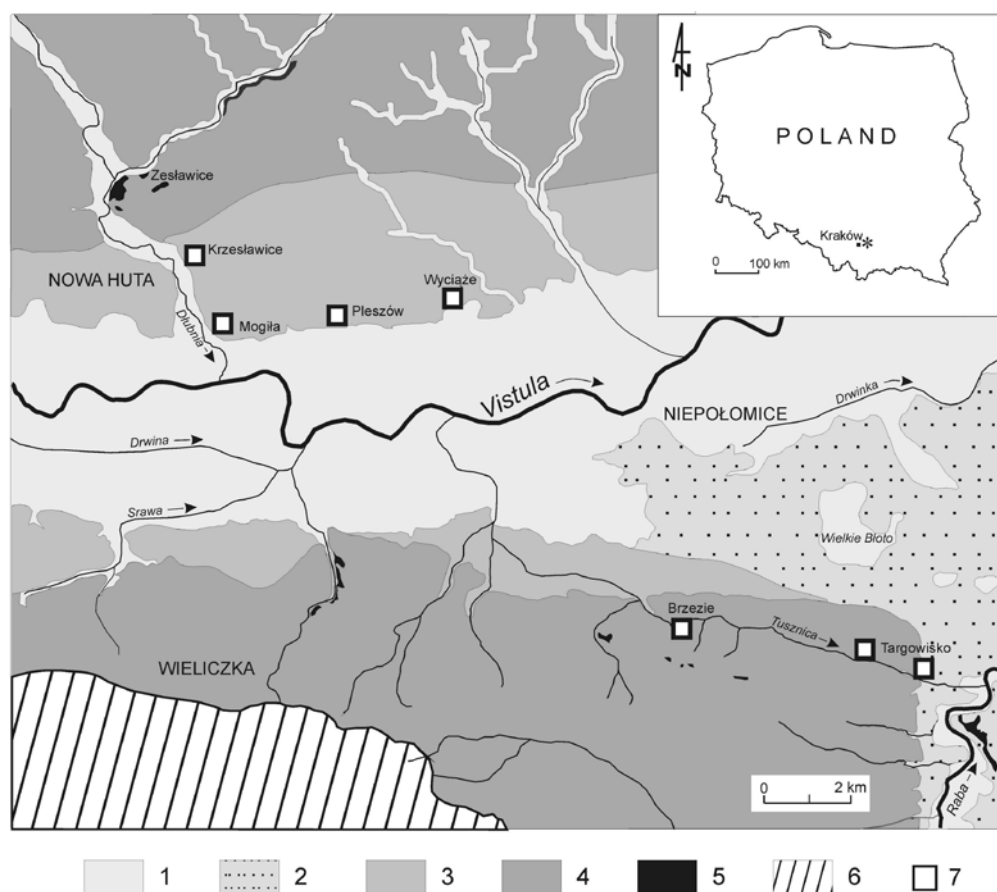 N
POLAND
Kraków
0 100 km
Zesławice
Krzesławice
NOWA HUTA
Wyciąże
Pleszów
Mogiła
Dłubnia
Vistula
Drwinka
NIEPOŁOMICE
Drwina
Srawa
Wielkie Błoto
Brzezie
Tusznica
Targowisko
WIELICZKA
0 2 km
Raba
1 2 3 4 5 6 7